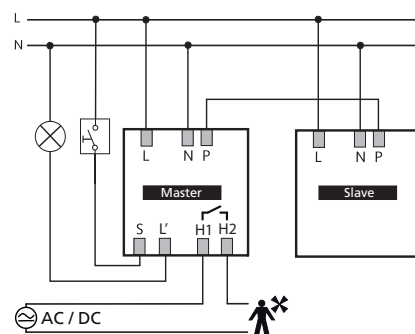 L
N
L N P L N P
Master Slave
S L' H1 H2
AC / DC